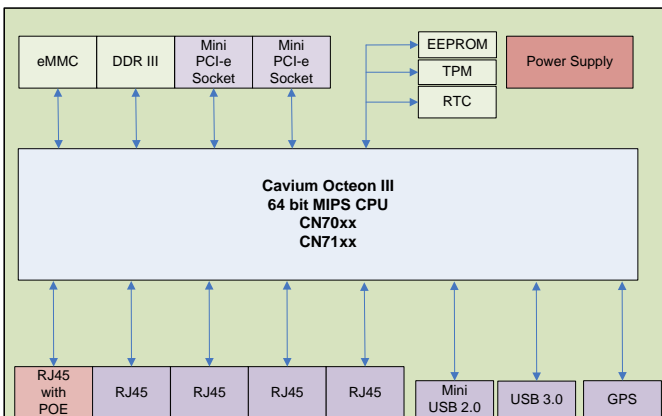 eMMC
DDR III
Mini
PCI-e
Socket
Mini
PCI-e
Socket
EEPROM
TPM
RTC
Power Supply
Cavium Octeon III
64 bit MIPS CPU
CN70xx
CN71xx
RJ45
with
POE
RJ45
RJ45
RJ45
RJ45
Mini
USB 2.0
USB 3.0
GPS